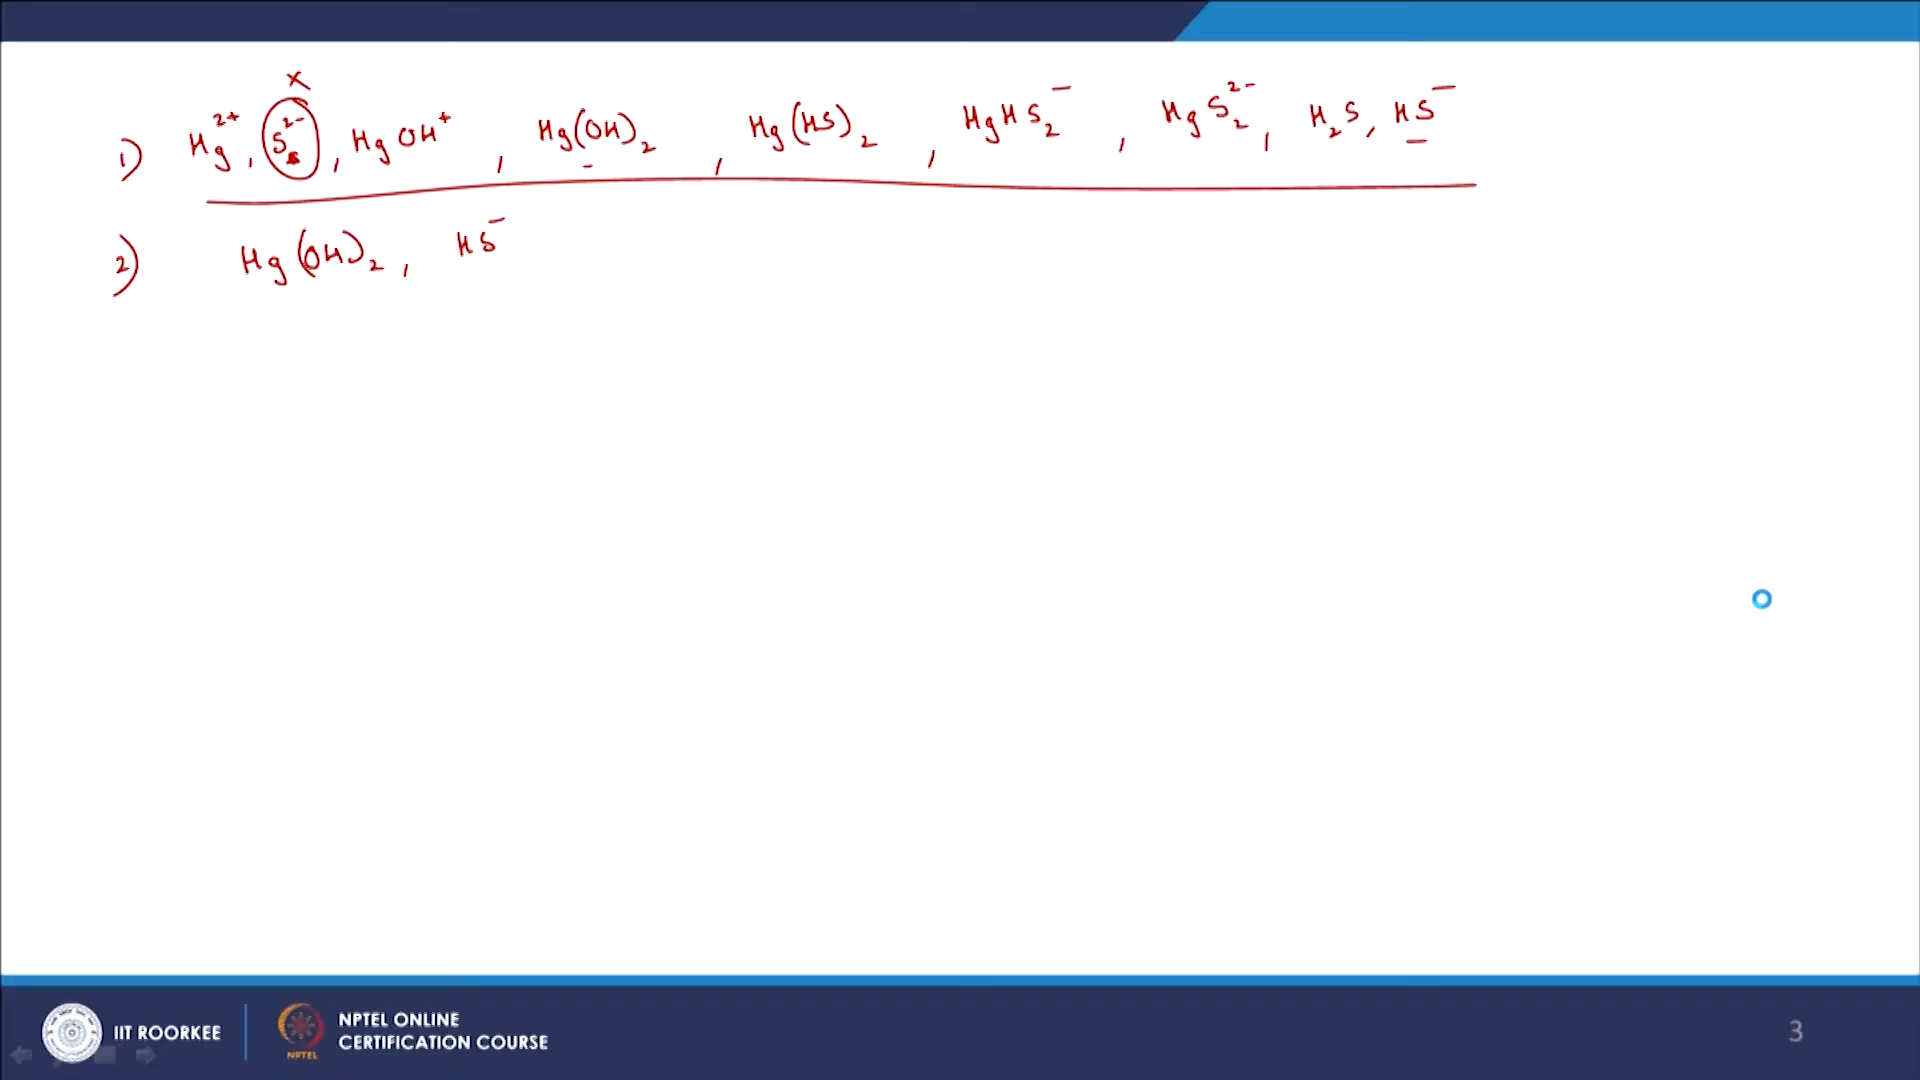 1) Hg²⁺, S²⁻, HgOH⁺, Hg(OH)₂, Hg(HS)₂, HgHS₂⁻, HgS₂²⁻, H₂S, HS⁻
x
2) Hg(OH)₂, HS⁻
IIT ROORKEE
NPTEL
NPTEL ONLINE
CERTIFICATION COURSE
3